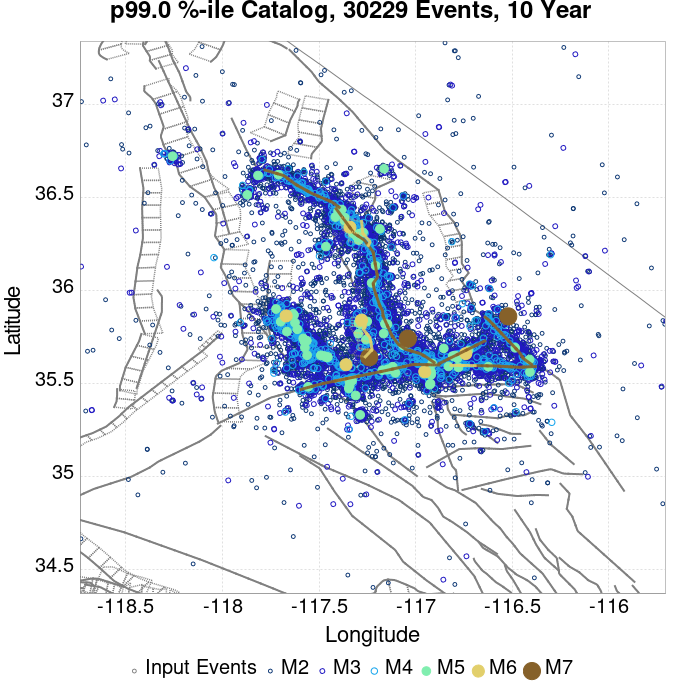 p99.0 %-ile Catalog, 30229 Events, 10 Year
37
36.5
36
35.5
35
34.5
Latitude
-118.5 -118 -117.5 -117 -116.5 -116
Longitude
Input Events M2 M3 M4 M5 M6 M7